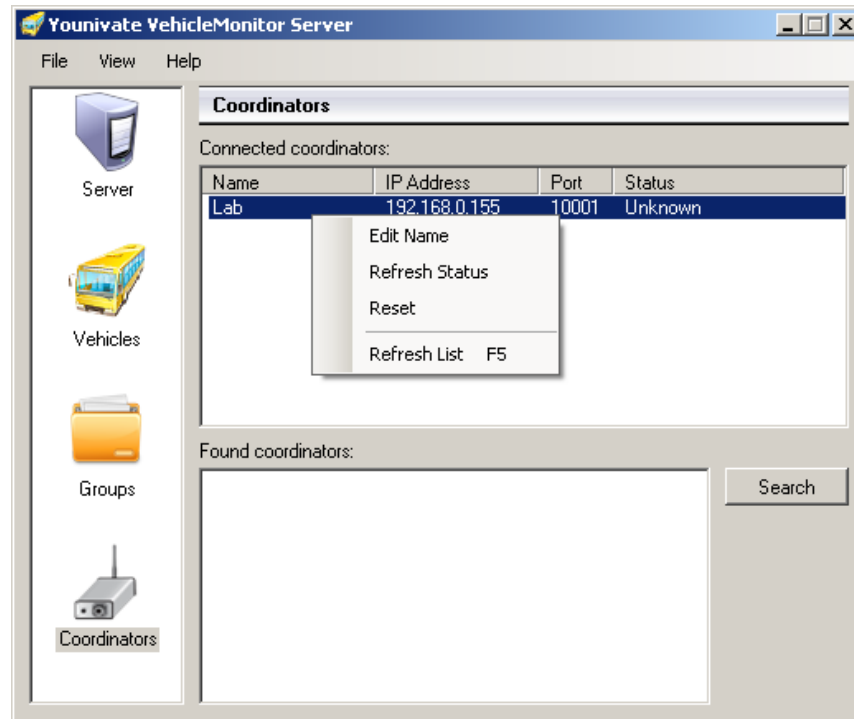 Younivate VehicleMonitor Server
File View Help
Server
Vehicles
Groups
Coordinators
Coordinators
Connected coordinators:
Name IP Address Port Status
Lab 192.168.0.155 10001 Unknown
Edit Name
Refresh Status
Reset
Refresh List F5
Found coordinators:
Search